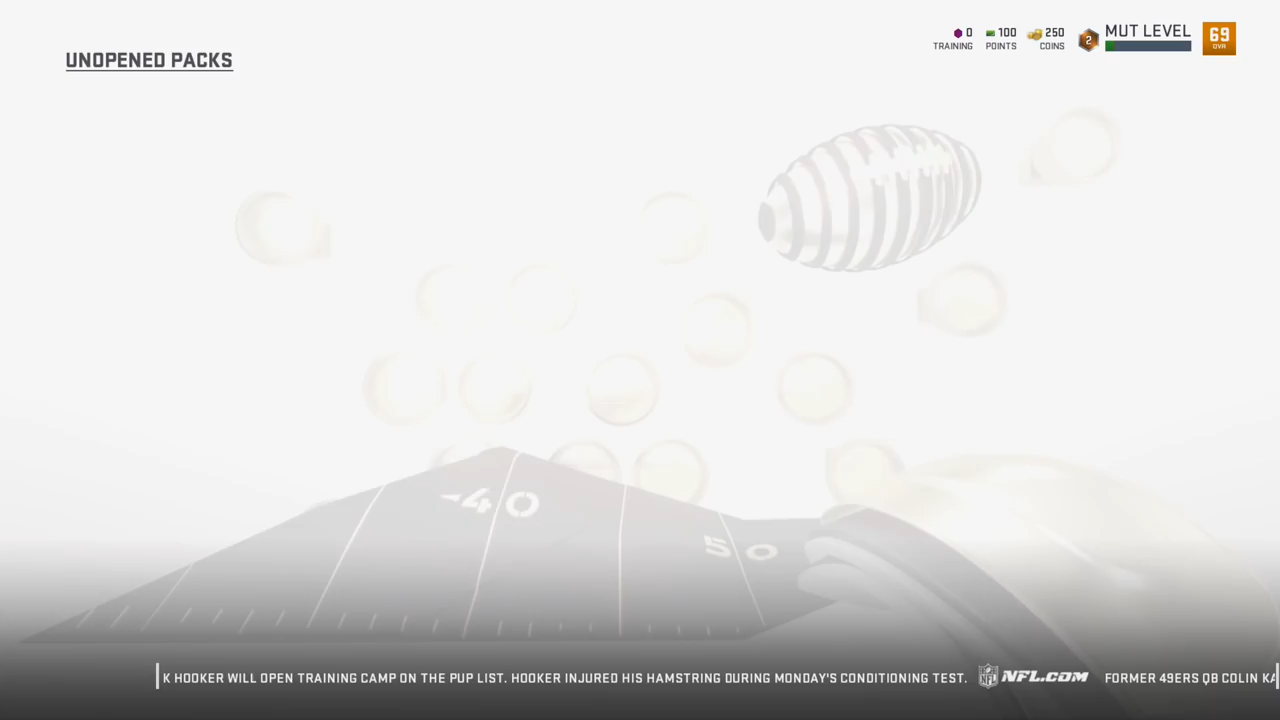 UNOPENED PACKS
0 TRAINING
100 POINTS
250 COINS
2
MUT LEVEL
69 OVR
-40
50
K HOOKER WILL OPEN TRAINING CAMP ON THE PUP LIST. HOOKER INJURED HIS HAMSTRING DURING MONDAY'S CONDITIONING TEST. NFL NFL.COM FORMER 49ERS QB COLIN KA